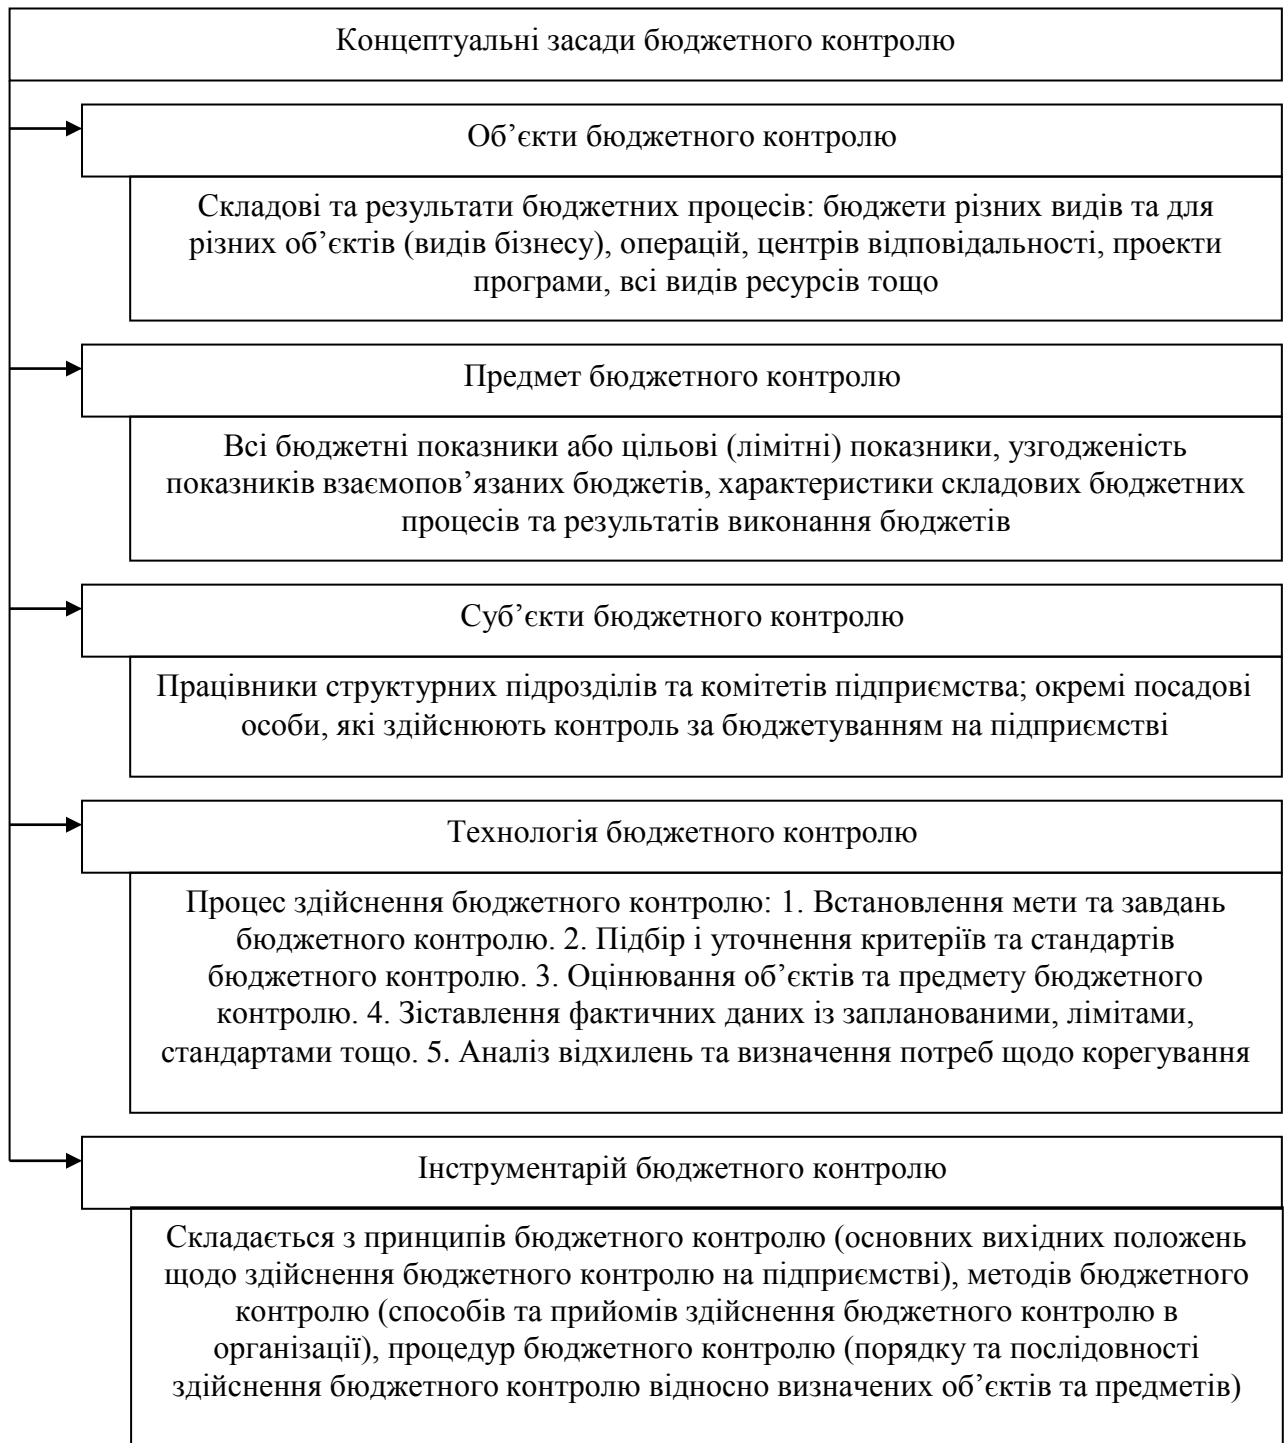 Концептуальні засади бюджетного контролю
Об’єкти бюджетного контролю
Складові та результати бюджетних процесів: бюджети різних видів та для
різних об’єктів (видів бізнесу), операцій, центрів відповідальності, проекти
програми, всі видів ресурсів тощо
Предмет бюджетного контролю
Всі бюджетні показники або цільові (лімітні) показники, узгодженість
показників взаємопов’язаних бюджетів, характеристики складових бюджетних
процесів та результатів виконання бюджетів
Суб’єкти бюджетного контролю
Працівники структурних підрозділів та комітетів підприємства; окремі посадові
особи, які здійснюють контроль за бюджетуванням на підприємстві
Технологія бюджетного контролю
Процес здійснення бюджетного контролю: 1. Встановлення мети та завдань
бюджетного контролю. 2. Підбір і уточнення критеріїв та стандартів
бюджетного контролю. 3. Оцінювання об’єктів та предмету бюджетного
контролю. 4. Зіставлення фактичних даних із запланованими, лімітами,
стандартами тощо. 5. Аналіз відхилень та визначення потреб щодо корегування
Інструментарій бюджетного контролю
Складається з принципів бюджетного контролю (основних вихідних положень
щодо здійснення бюджетного контролю на підприємстві), методів бюджетного
контролю (способів та прийомів здійснення бюджетного контролю в
організації), процедур бюджетного контролю (порядку та послідовності
здійснення бюджетного контролю відносно визначених об’єктів та предметів)